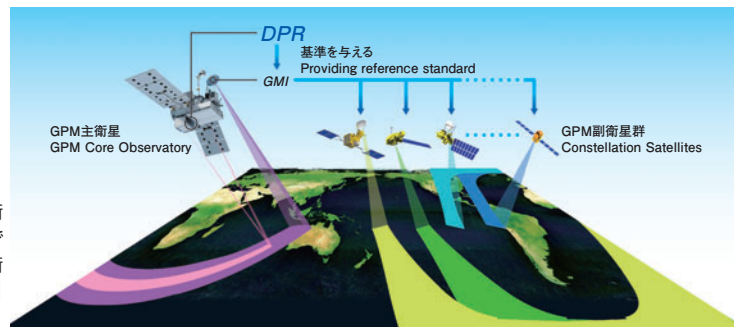 DPR
基準を与える
Providing reference standard
GMI
GPM主衛星
GPM Core Observatory
GPM副衛星群
Constellation Satellites
で